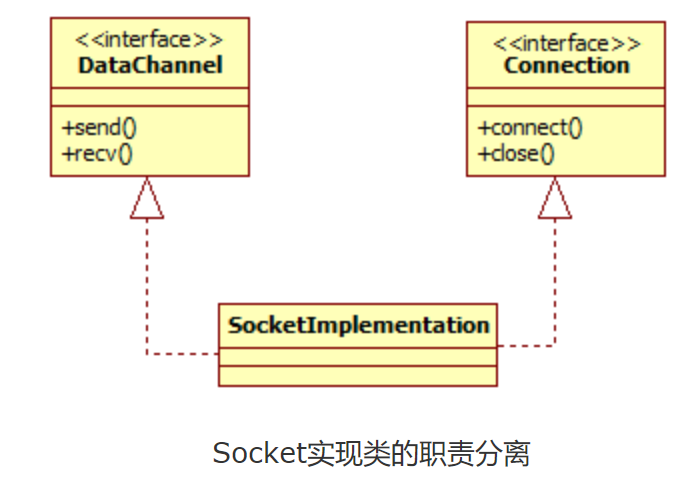 <<interface>>
DataChannel
+send()
+recv()
<<interface>>
Connection
+connect()
+close()
SocketImplementation
Socket实现类的职责分离